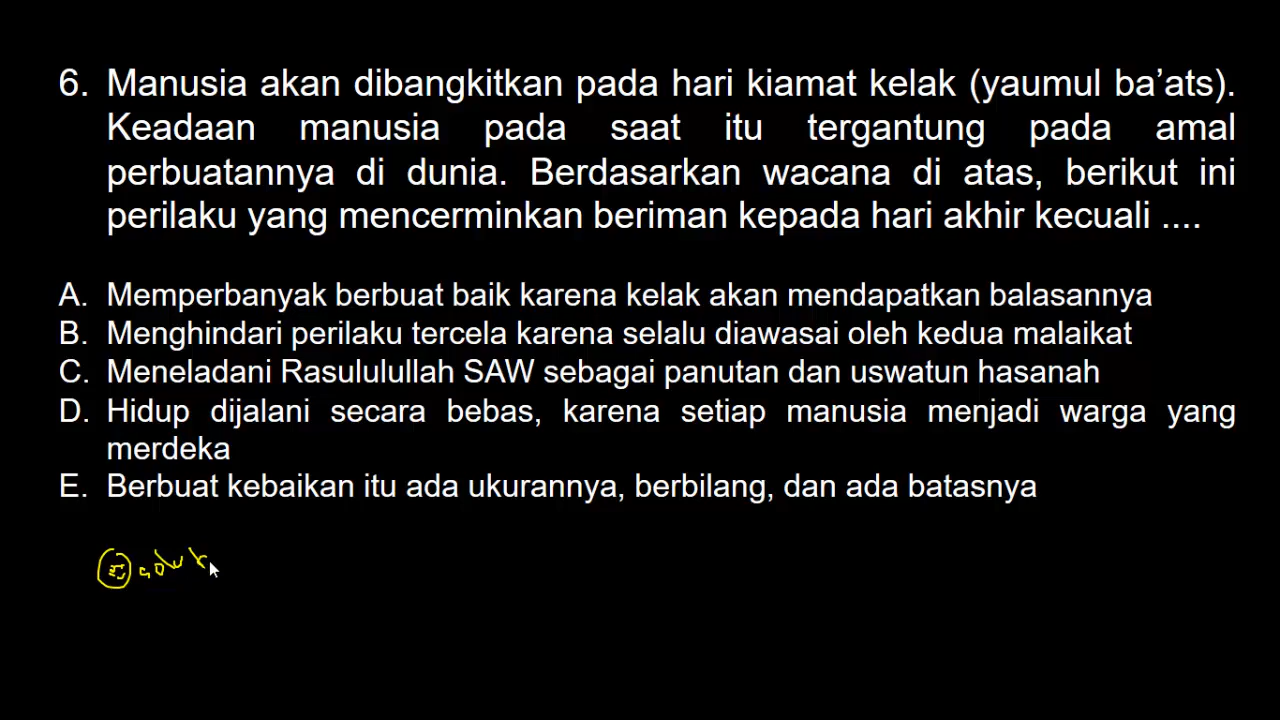 6. Manusia akan dibangkitkan pada hari kiamat kelak (yaumul ba’ats).
Keadaan manusia pada saat itu tergantung pada amal
perbuatannya di dunia. Berdasarkan wacana di atas, berikut ini
perilaku yang mencerminkan beriman kepada hari akhir kecuali ....
A. Memperbanyak berbuat baik karena kelak akan mendapatkan balasannya
B. Menghindari perilaku tercela karena selalu diawasai oleh kedua malaikat
C. Meneladani Rasululullah SAW sebagai panutan dan uswatun hasanah
D. Hidup dijalani secara bebas, karena setiap manusia menjadi warga yang
merdeka
E. Berbuat kebaikan itu ada ukurannya, berbilang, dan ada batasnya